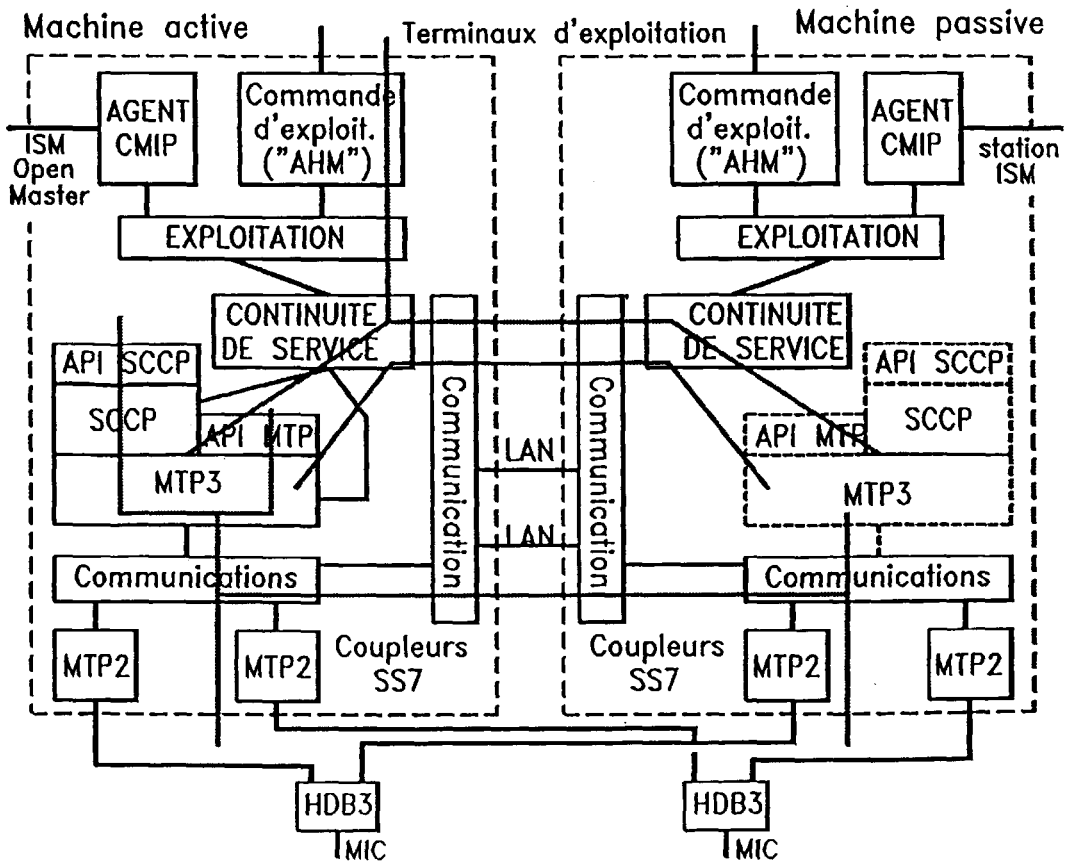 Machine active
Terminaux d'exploitation
Machine passive
AGENT
CMIP
Commande
d'exploit.
("AHM")
ISM
Open
Master
EXPLOITATION
CONTINUITE
DE SERVICE
API SCCP
SCCP
API MTP
MTP3
Communication
Communications
MTP2
MTP2
Coupleurs
SS7
LAN
LAN
Commande
d'exploit.
("AHM")
AGENT
CMIP
station
ISM
EXPLOITATION
CONTINUITE
DE SERVICE
API SCCP
SCCP
API MTP
MTP3
Communication
Communications
Coupleurs
SS7
MTP2
MTP2
HDB3
MIC
HDB3
MIC